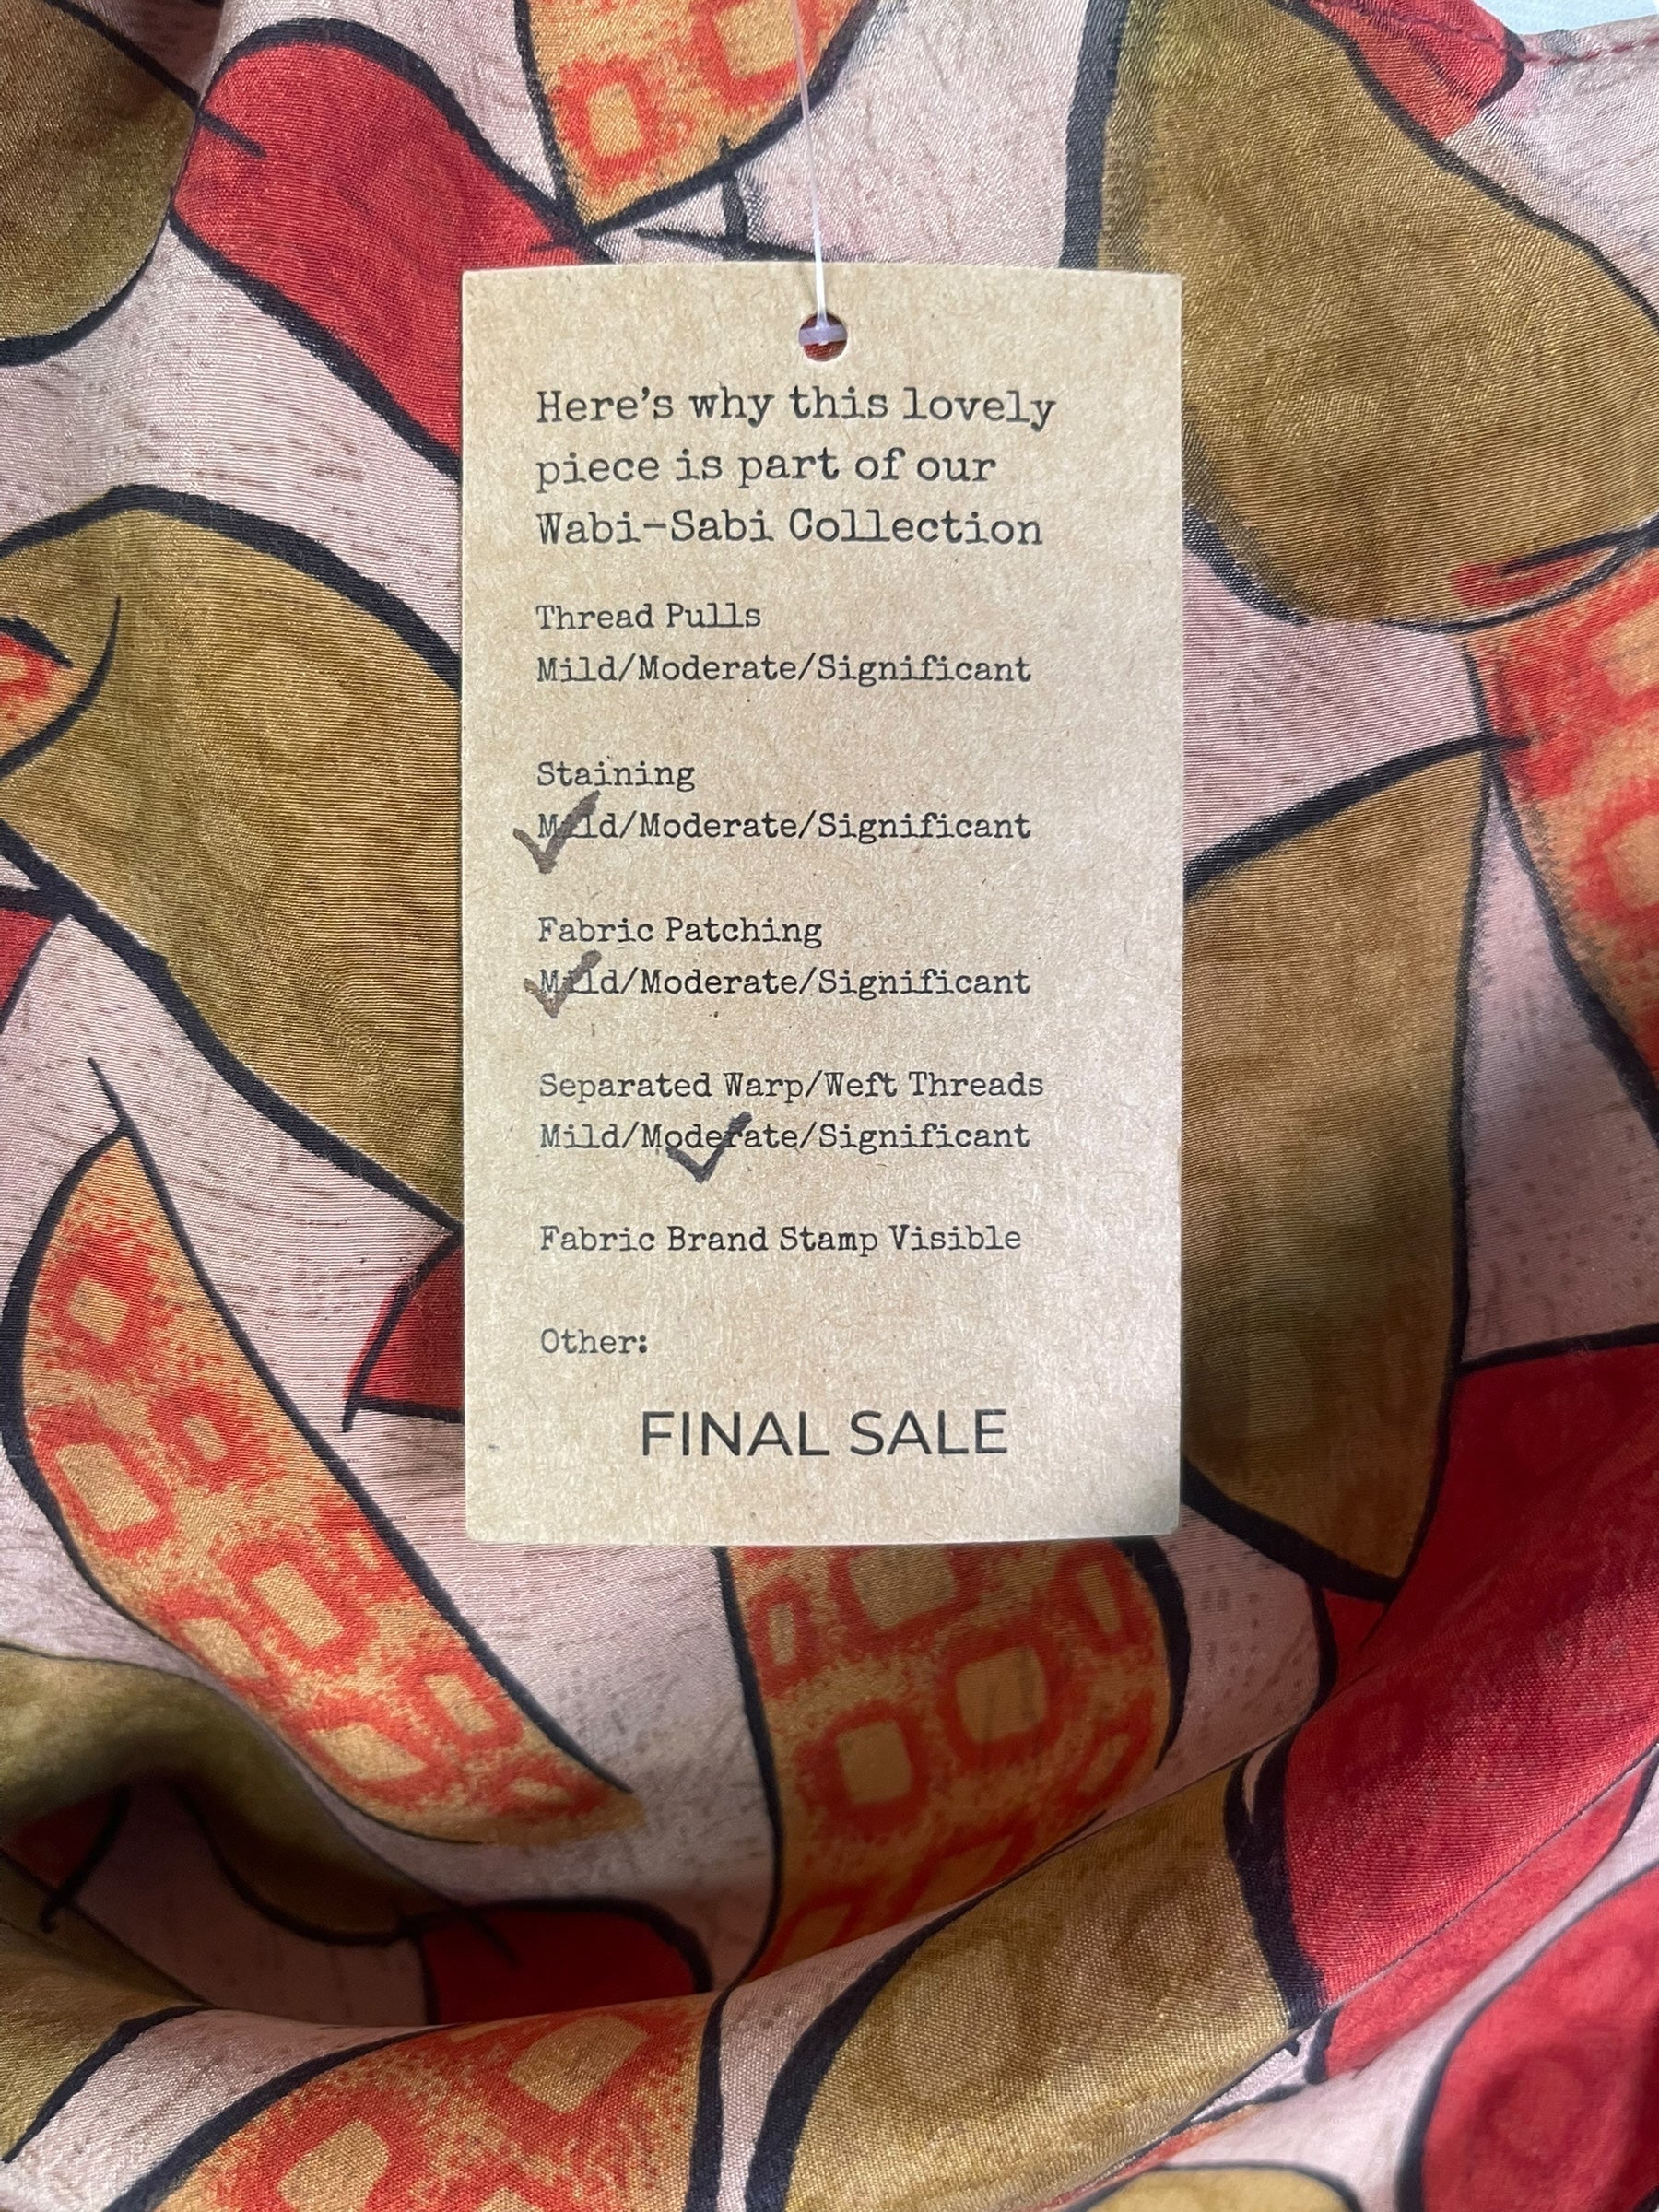 Here's why this lovely
piece is part of our
Wabi-Sabi Collection
Thread Pulls
Mild/Moderate/Significant
Staining
Mild/Moderate/Significant
Fabric Patching
Mild/Moderate/Significant
Separated Warp/Weft Threads
Mild/Moderate/Significant
Fabric Brand Stamp Visible
Other:
FINAL SALE